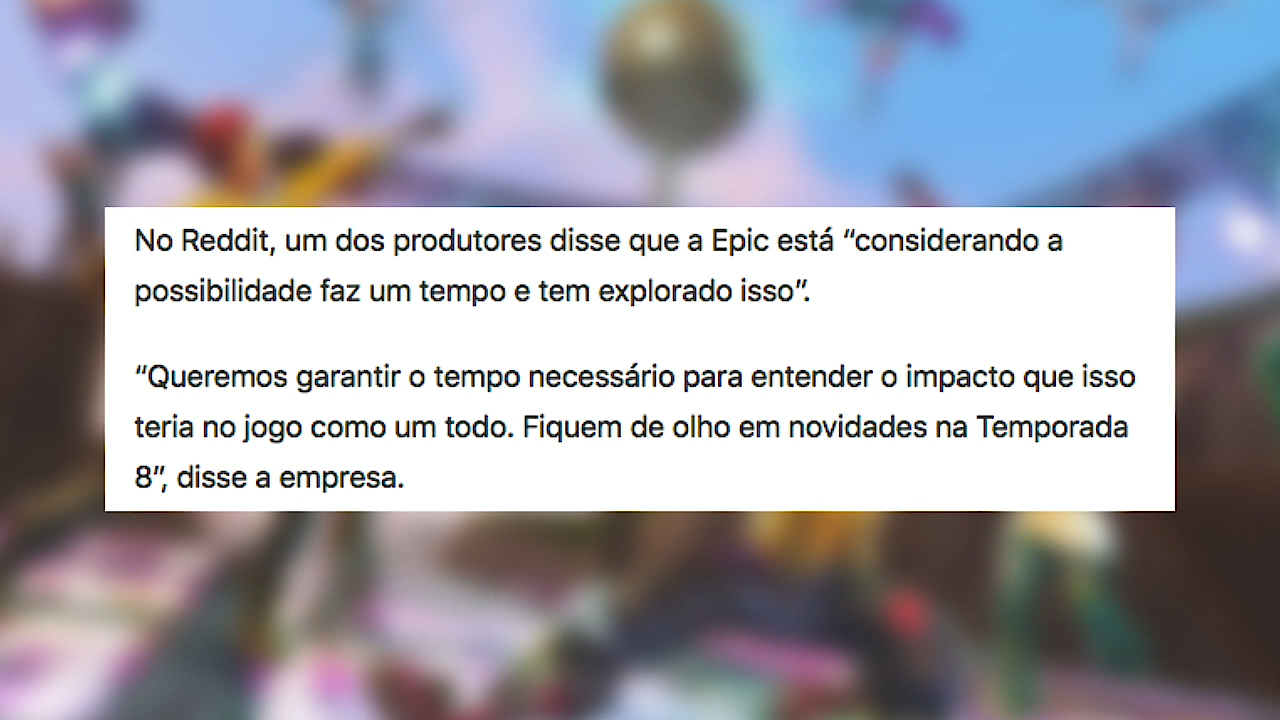 No Reddit, um dos produtores disse que a Epic está “considerando a
possibilidade faz um tempo e tem explorado isso”.
“Queremos garantir o tempo necessário para entender o impacto que isso
teria no jogo como um todo. Fiquem de olho em novidades na Temporada
8”, disse a empresa.